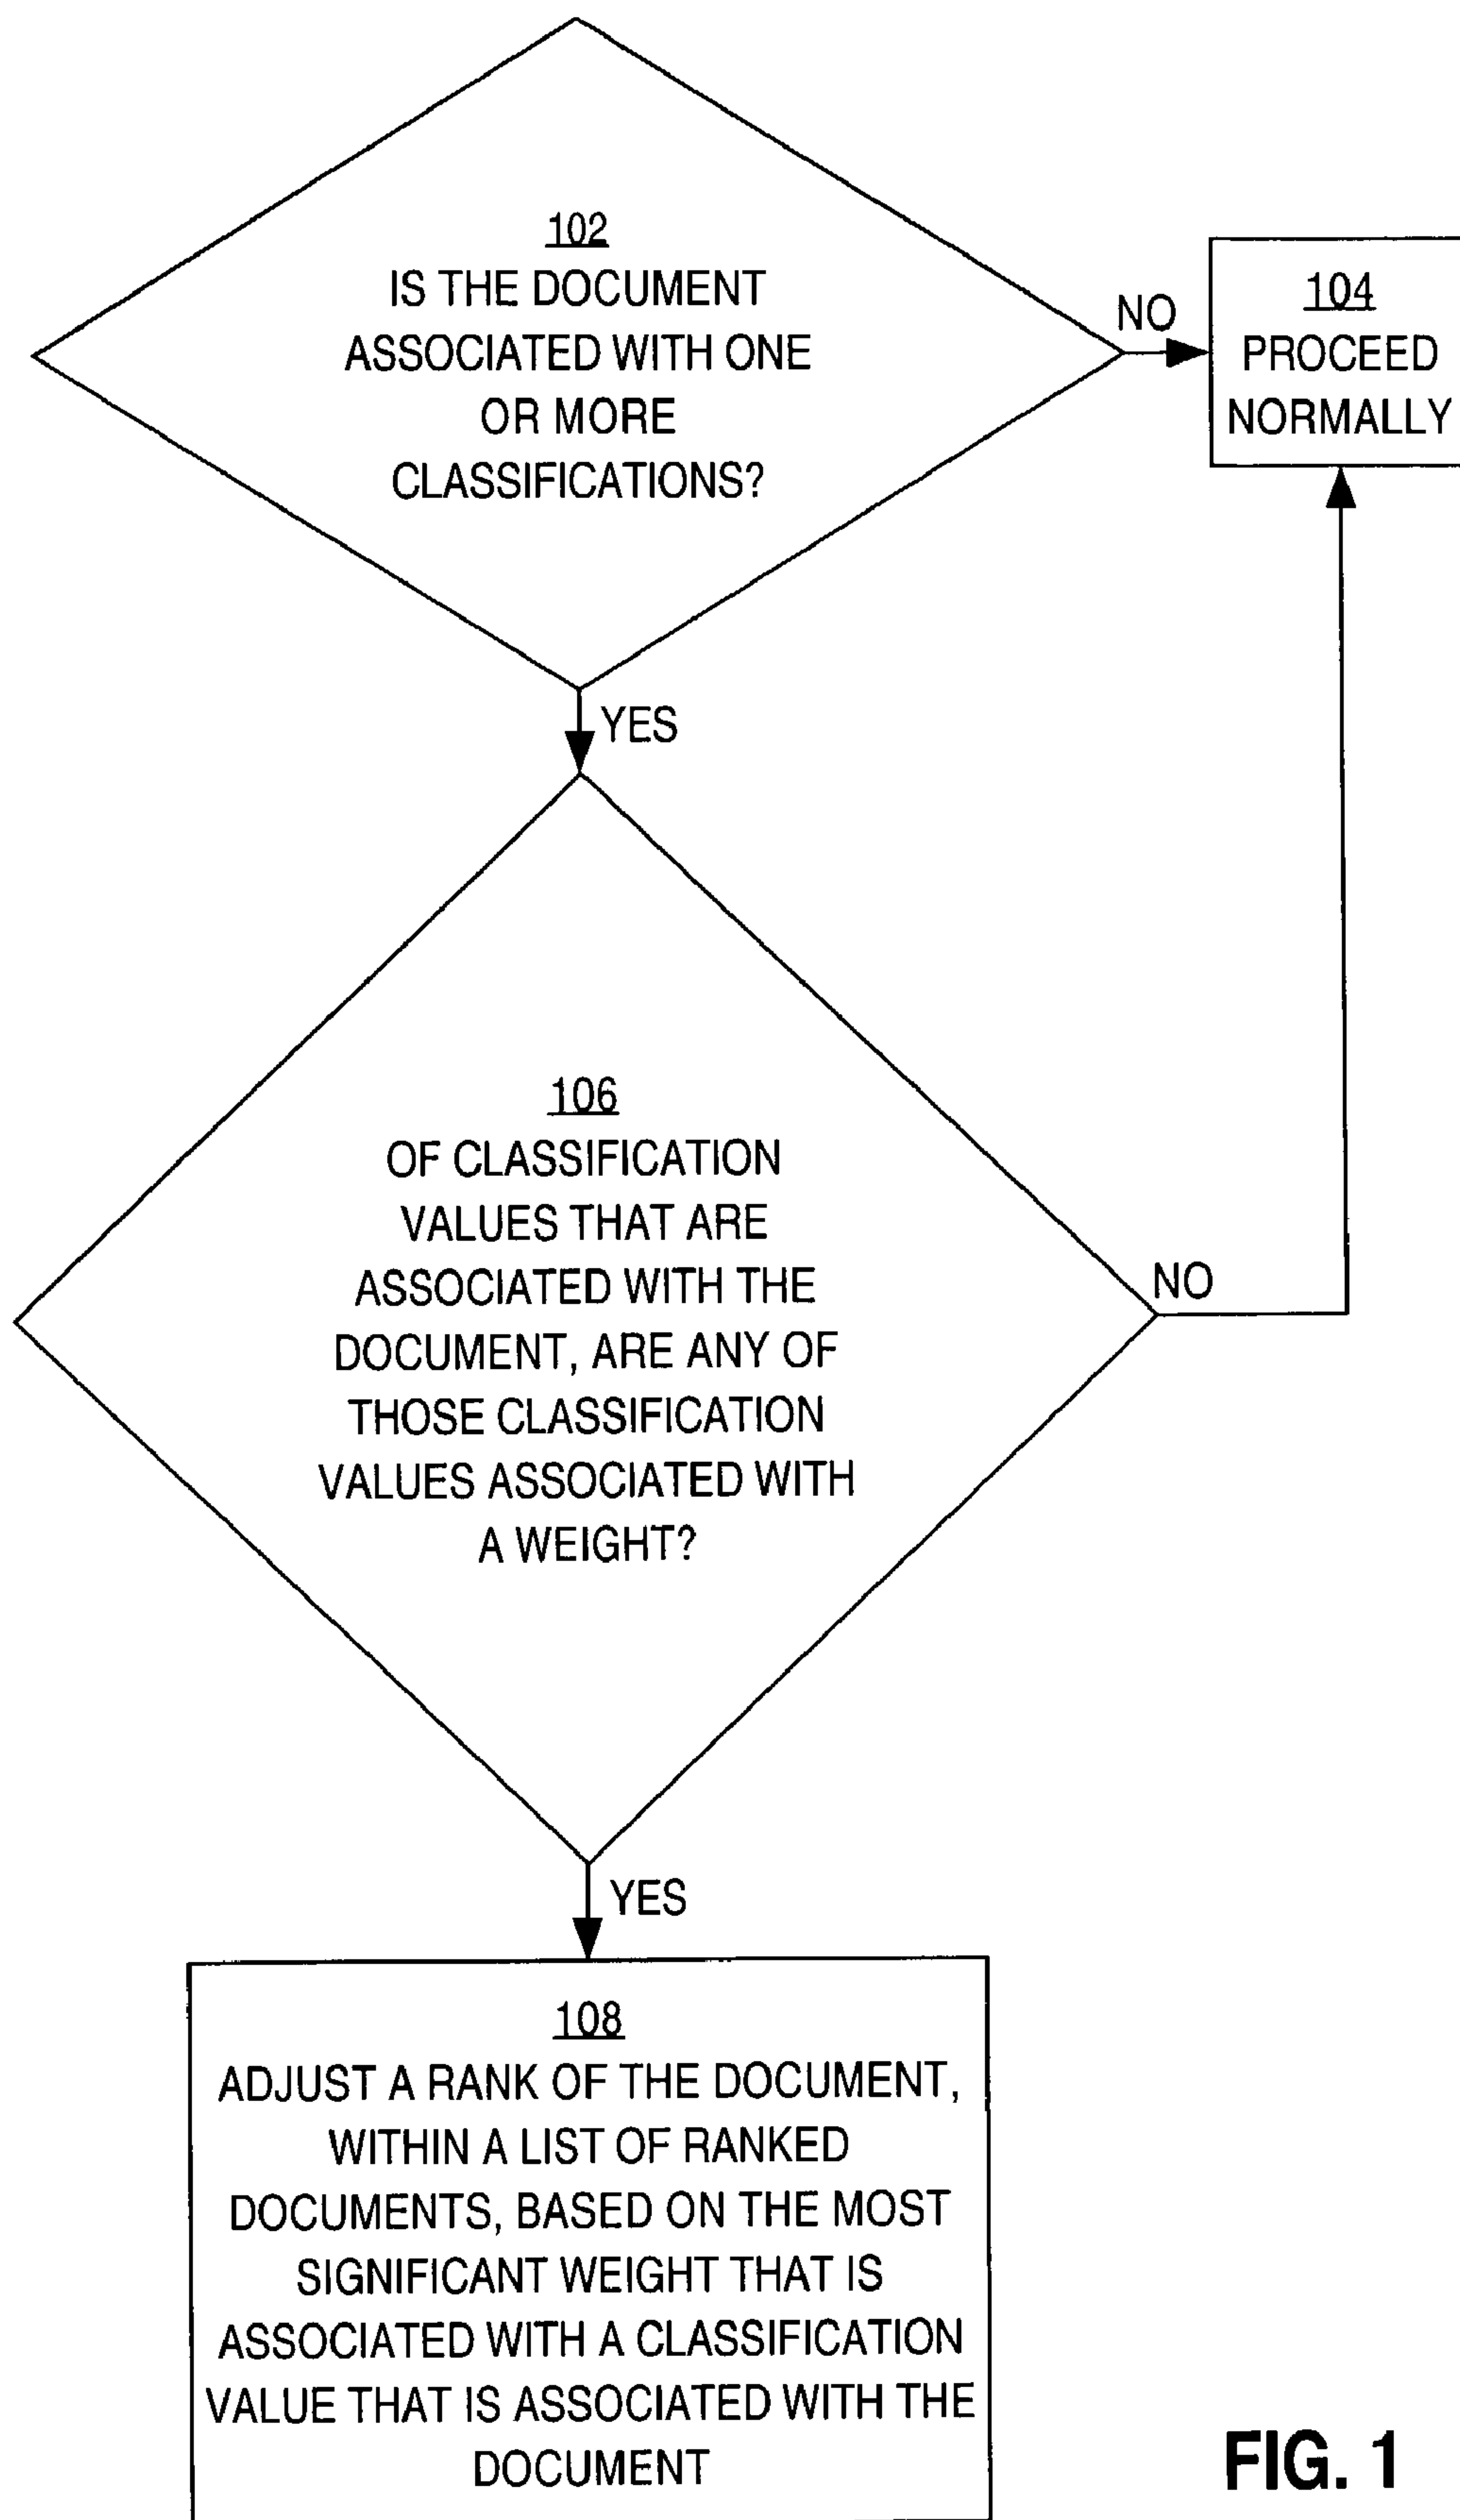 102
IS THE DOCUMENT
ASSOCIATED WITH ONE
OR MORE
CLASSIFICATIONS?
NO
104
PROCEED
NORMALLY
YES
106
OF CLASSIFICATION
VALUES THAT ARE
ASSOCIATED WITH THE
DOCUMENT, ARE ANY OF
THOSE CLASSIFICATION
VALUES ASSOCIATED WITH
A WEIGHT?
NO
YES
108
ADJUST A RANK OF THE DOCUMENT,
WITHIN A LIST OF RANKED
DOCUMENTS, BASED ON THE MOST
SIGNIFICANT WEIGHT THAT IS
ASSOCIATED WITH A CLASSIFICATION
VALUE THAT IS ASSOCIATED WITH THE
DOCUMENT
FIG. 1